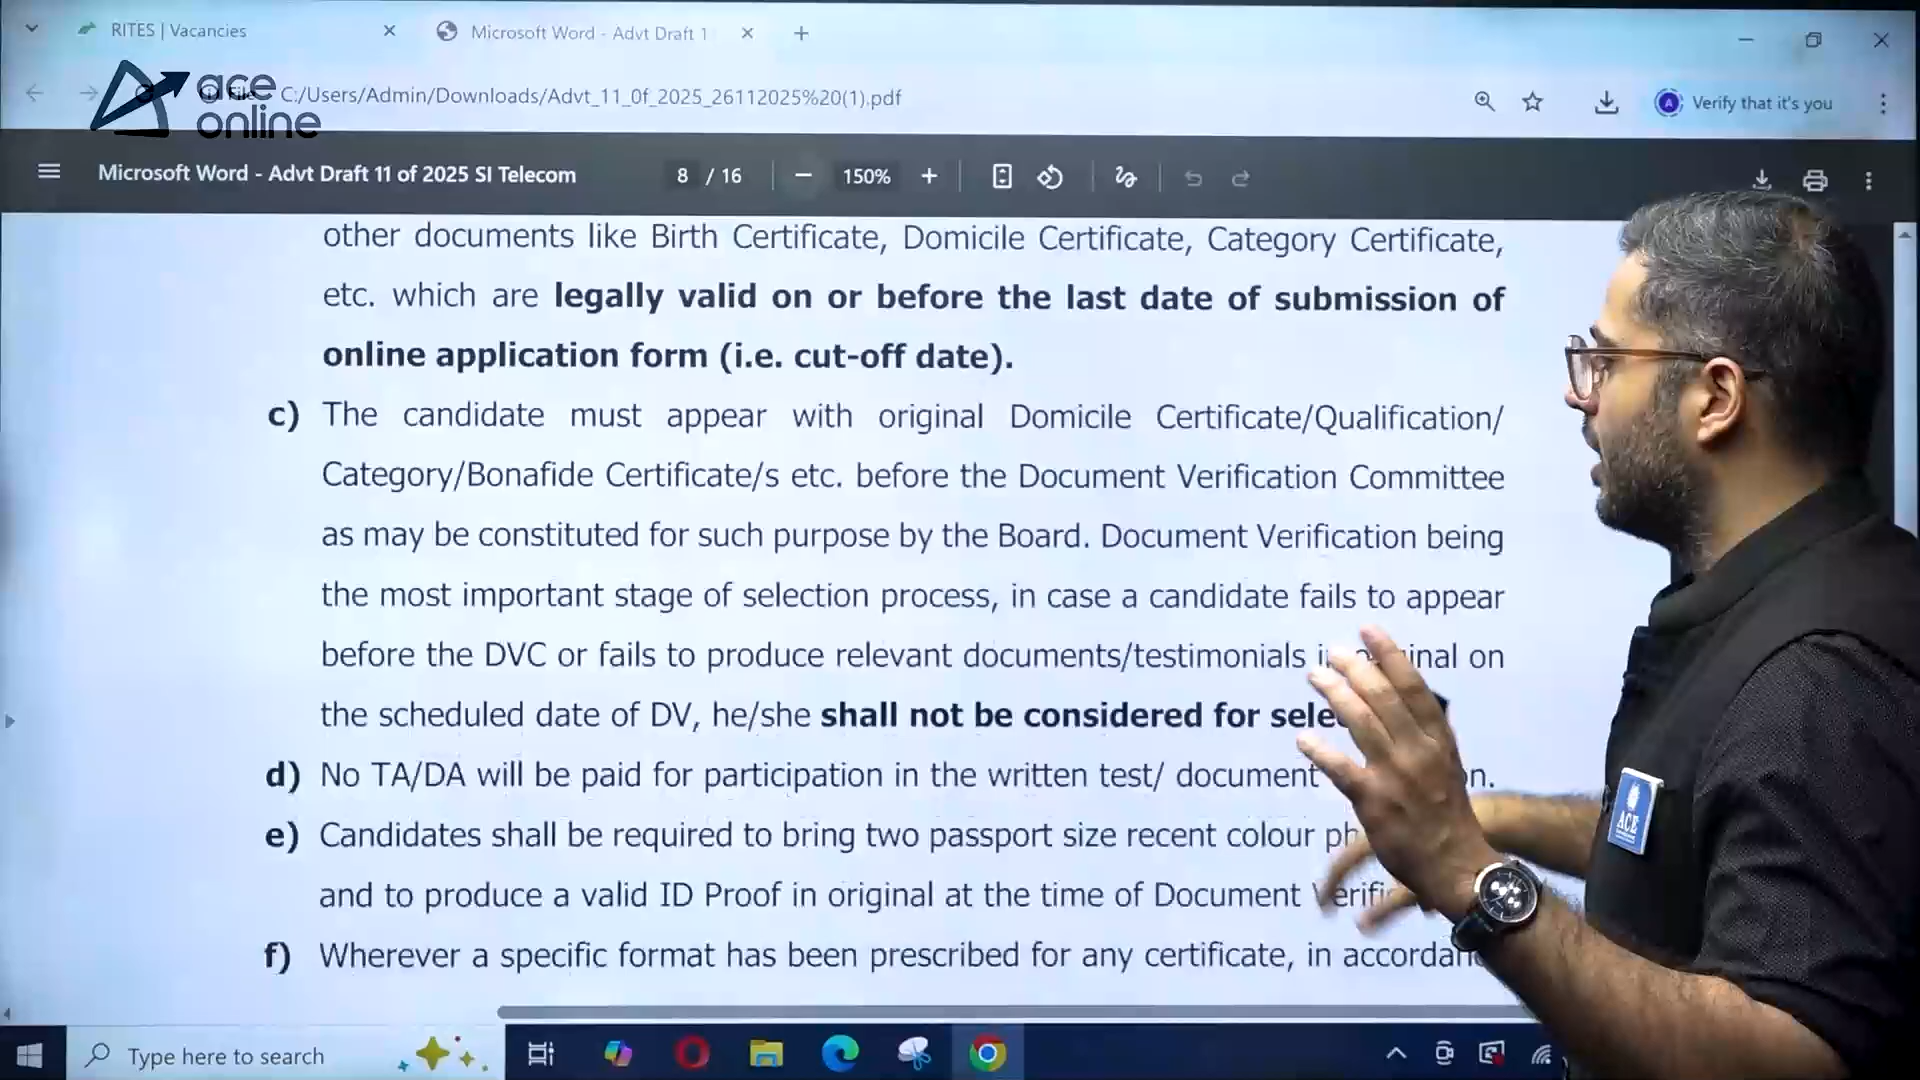 RITES | Vacancies
Microsoft Word - Advt Draft 1
ace
online
C:/Users/Admin/Downloads/Advt_11_0f_2025_26112025%20(1).pdf
A
Verify that it's you
Microsoft Word - Advt Draft 11 of 2025 SI Telecom
8 / 16
150%
other documents like Birth Certificate, Domicile Certificate, Category Certificate,
etc. which are legally valid on or before the last date of submission of
online application form (i.e. cut-off date).
c) The candidate must appear with original Domicile Certificate/Qualification/
Category/Bonafide Certificate/s etc. before the Document Verification Committee
as may be constituted for such purpose by the Board. Document Verification being
the most important stage of selection process, in case a candidate fails to appear
before the DVC or fails to produce relevant documents/testimonials on
the scheduled date of DV, he/she shall not be considered for
d) No TA/DA will be paid for participation in the written test/ document
e) Candidates shall be required to bring two passport size recent colour
and to produce a valid ID Proof in original at the time of Document
f) Wherever a specific format has been prescribed for any certificate, in
ACE
Type here to search